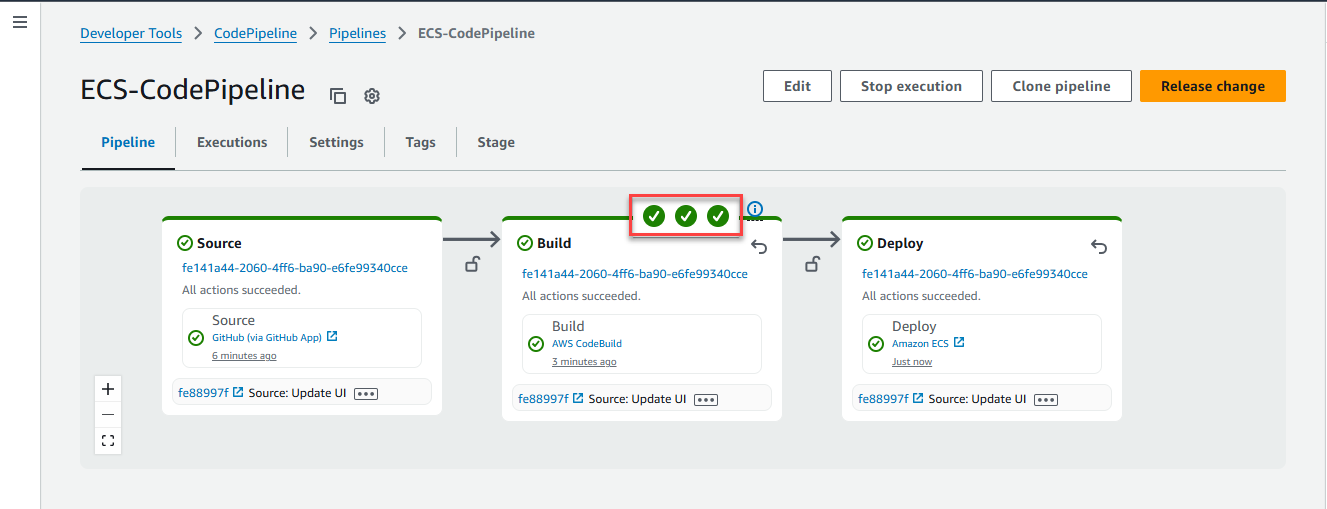 Developer Tools > CodePipeline > Pipelines > ECS-CodePipeline
ECS-CodePipeline
Edit
Stop execution
Clone pipeline
Release change
Pipeline
Executions
Settings
Tags
Stage
Source
fe141a44-2060-4ff6-ba90-e6fe99340cce
All actions succeeded.
Source
GitHub (via GitHub App)
6 minutes ago
fe88997f Source: Update UI
Build
fe141a44-2060-4ff6-ba90-e6fe99340cce
All actions succeeded.
Build
AWS CodeBuild
3 minutes ago
fe88997f Source: Update UI
Deploy
fe141a44-2060-4ff6-ba90-e6fe99340cce
All actions succeeded.
Deploy
Amazon ECS
Just now
fe88997f Source: Update UI